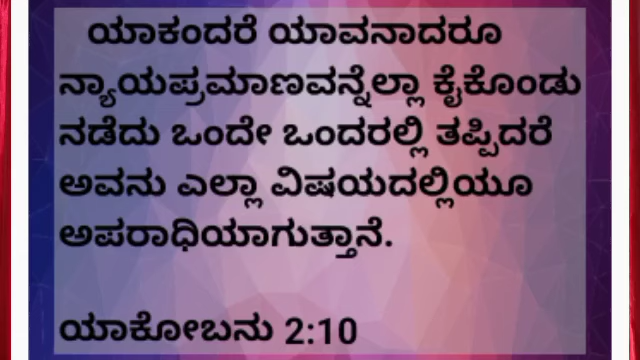 ಯಾಕಂದರೆ ಯಾವನಾದರೂ
ನ್ಯಾಯಪ್ರಮಾಣವನ್ನೆಲ್ಲಾ ಕೈಕೊಂಡು
ನಡೆದು ಒಂದೇ ಒಂದರಲ್ಲಿ ತಪ್ಪಿದರೆ
ಅವನು ಎಲ್ಲಾ ವಿಷಯದಲ್ಲಿಯೂ
ಅಪರಾಧಿಯಾಗುತ್ತಾನೆ.
ಯಾಕೋಬನು 2:10